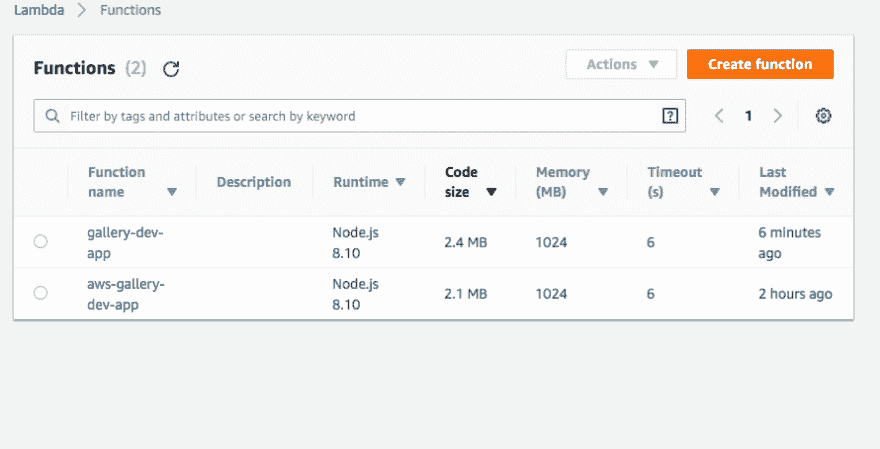 Lambda > Functions
Functions (2) Actions Create function
Filter by tags and attributes or search by keyword ? 1
Function name Description Runtime Code size Memory (MB) Timeout (s) Last Modified
gallery-dev-app Node.js 8.10 2.4 MB 1024 6 6 minutes ago
aws-gallery-dev-app Node.js 8.10 2.1 MB 1024 6 2 hours ago